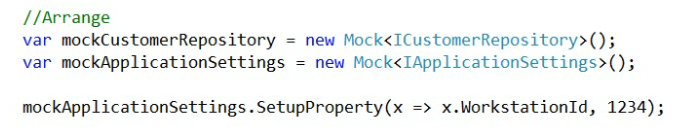 //Arrange
var mockCustomerRepository = new Mock<ICustomerRepository>();
var mockApplicationSettings = new Mock<IApplicationSettings>();
mockApplicationSettings.SetupProperty(x => x.WorkstationId, 1234);